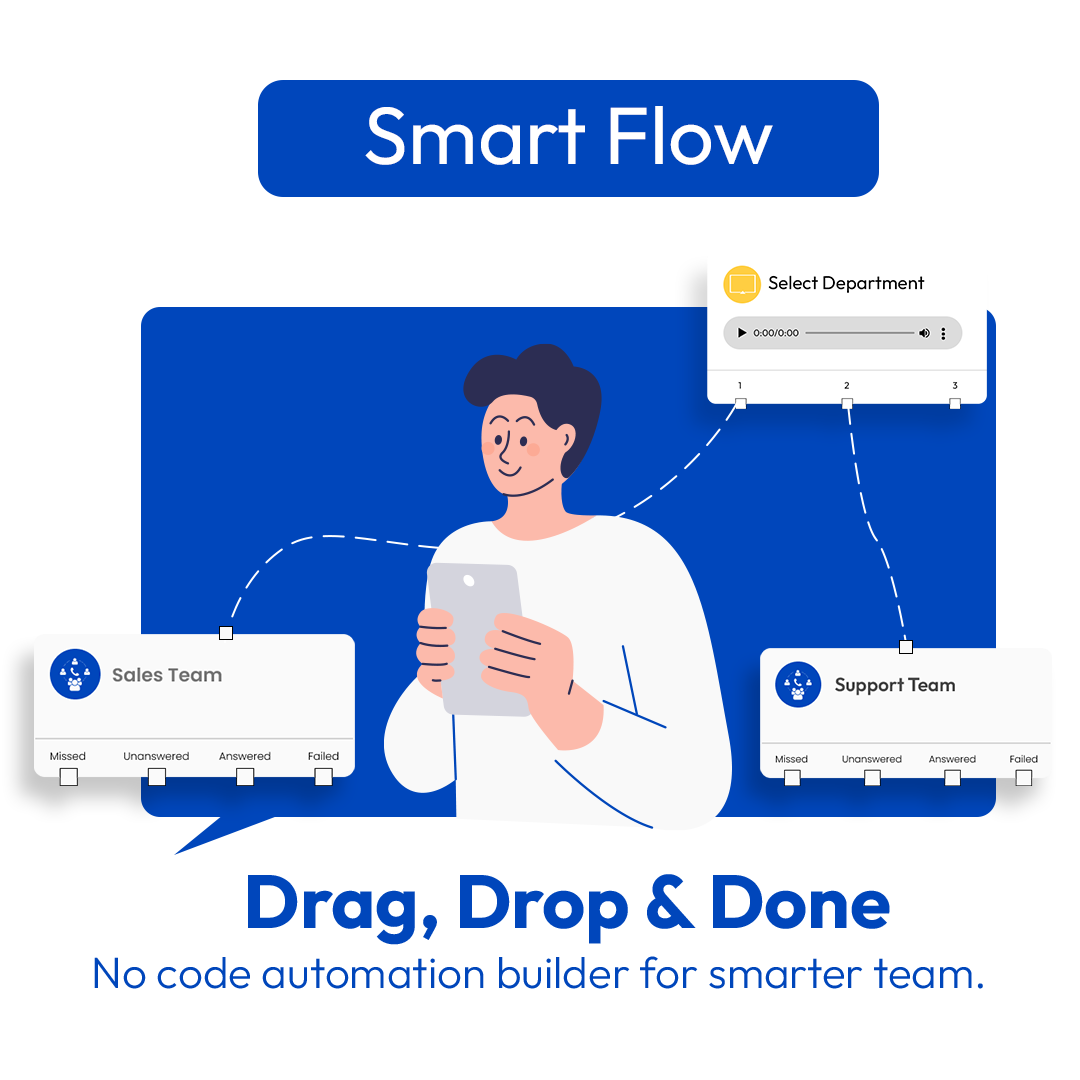 Smart Flow
Select Department
0:00/0:00
1 2 3
Sales Team
Missed Unanswered Answered Failed
Support Team
Missed Unanswered Answered Failed
Drag, Drop & Done
No code automation builder for smarter team.